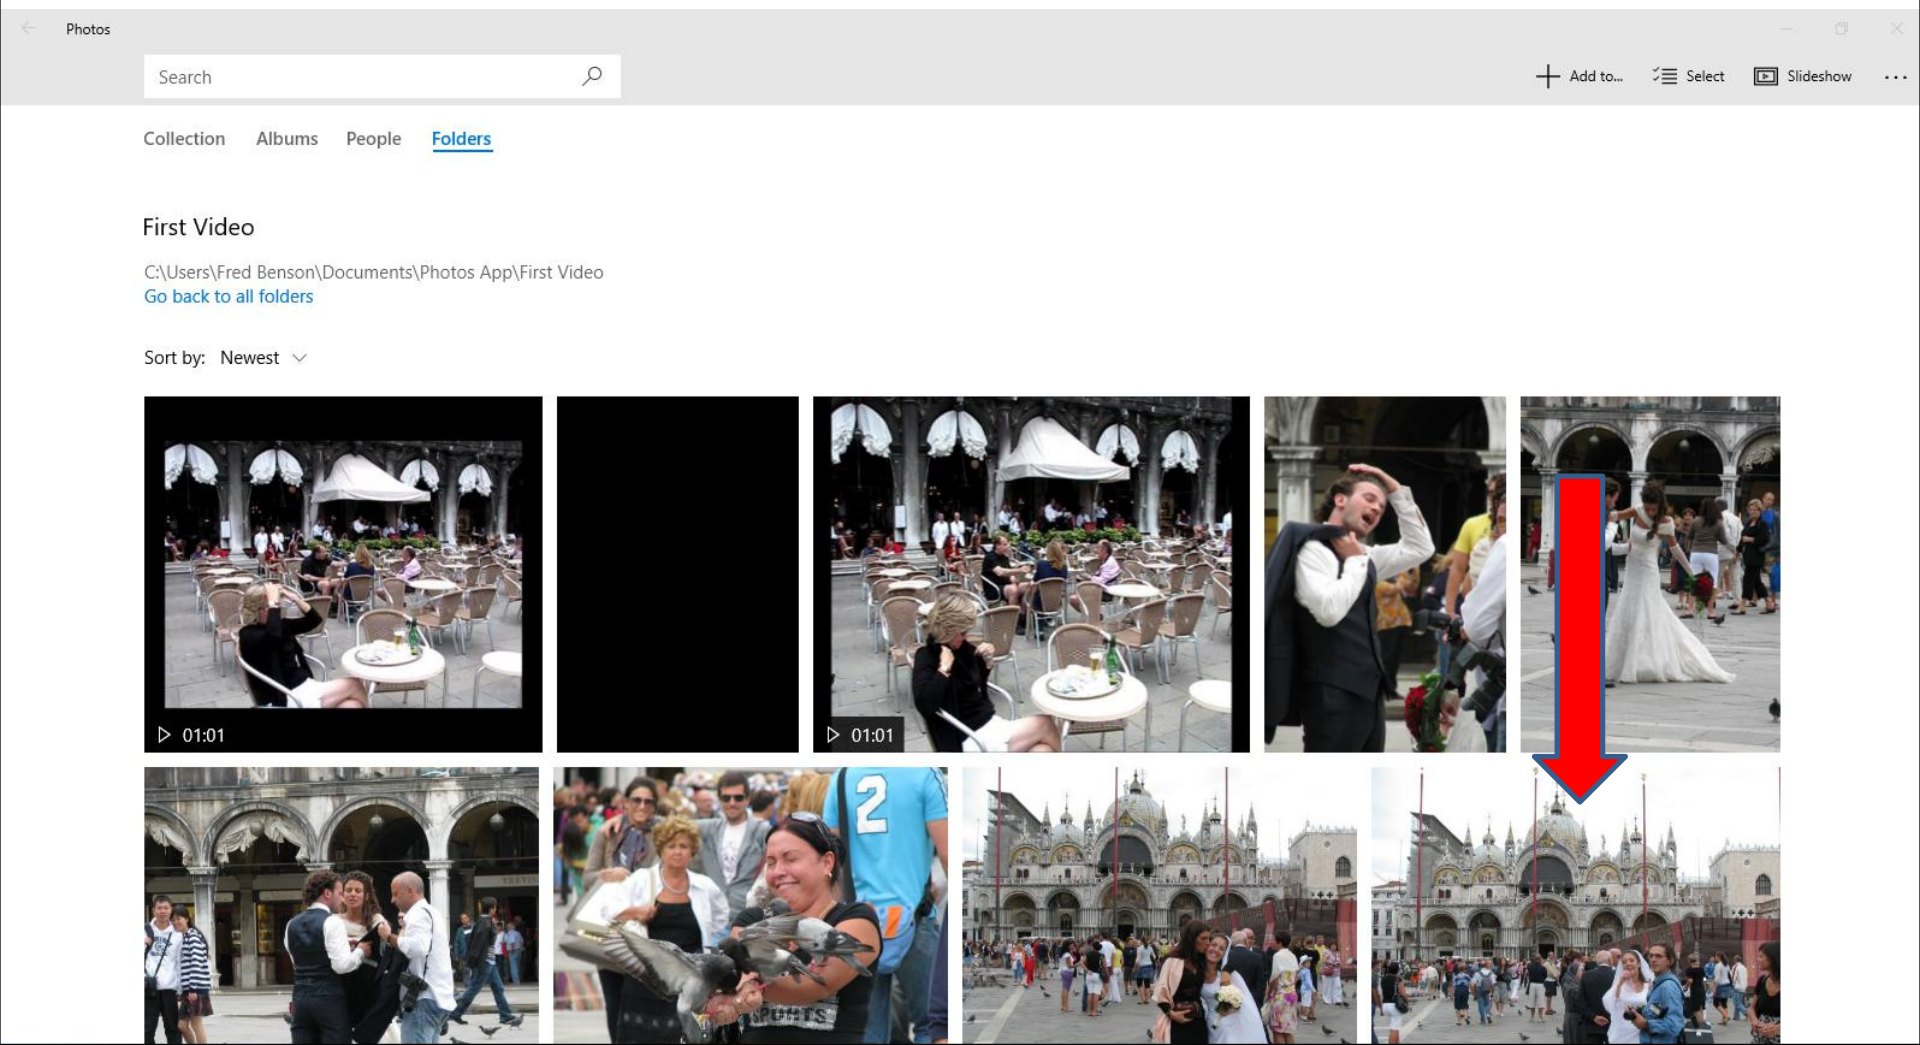 Photos
Search
Add to... Select Slideshow
Collection Albums People Folders
First Video
C:\Users\Fred Benson\Documents\Photos App\First Video
Go back to all folders
Sort by: Newest
01:01
01:01
2
SPORTS